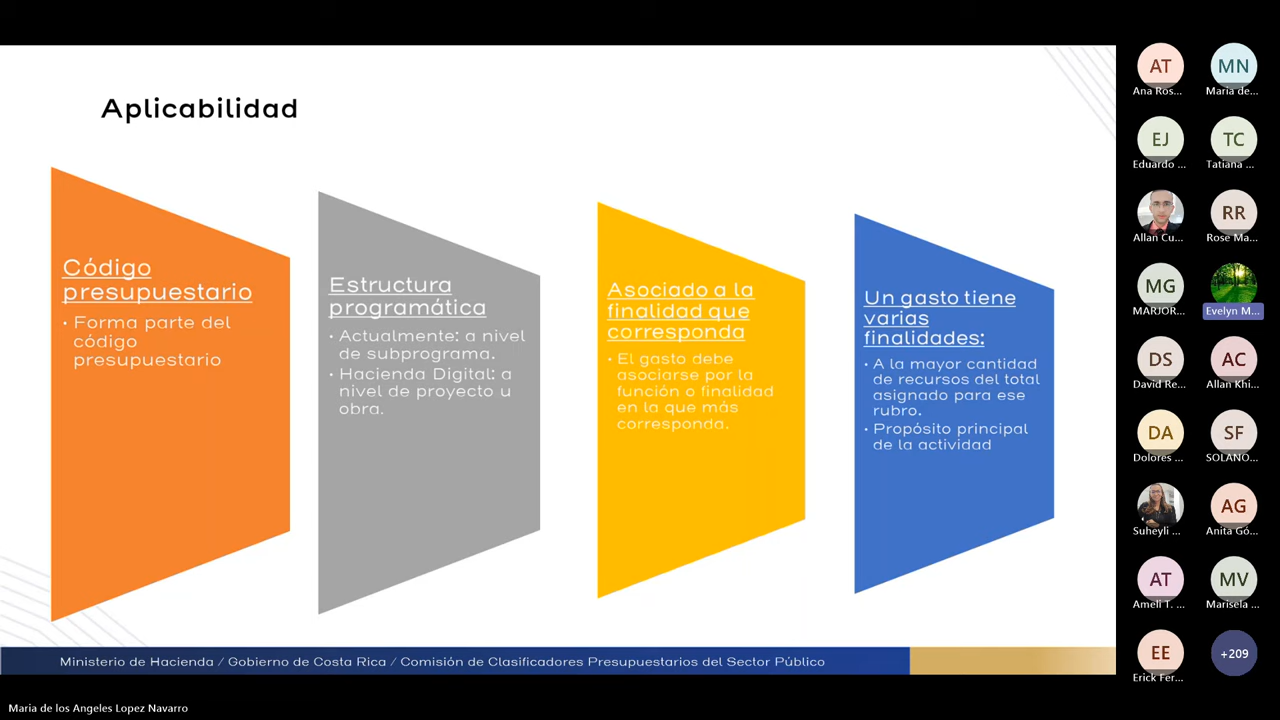 Aplicabilidad
Código
presupuestario
• Forma parte del
código
presupuestario
Estructura
programática
• Actualmente: a nivel
de subprograma.
• Hacienda Digital: a
nivel de proyecto u
obra.
Asociado a la
finalidad que
corresponda
• El gasto debe
asociarse por la
función o finalidad
en la que más
corresponda.
Un gasto tiene
varias
finalidades:
• A la mayor cantidad
de recursos del total
asignado para ese
rubro.
• Propósito principal
de la actividad
Ministerio de Hacienda / Gobierno de Costa Rica / Comisión de Clasificadores Presupuestarios del Sector Público
Maria de los Angeles Lopez Navarro
AT
Ana Ros...
MN
Maria de...
EJ
Eduardo ...
TC
Tatiana ...
Allan Cu...
RR
Rose Ma...
MG
MARJOR...
Evelyn M...
DS
David Re...
AC
Allan Khi...
DA
Dolores ...
SF
SOLANO...
Suheyli ...
AG
Anita Gó...
AT
Ameli T. ...
MV
Marisela ...
EE
Erick Fer...
+209